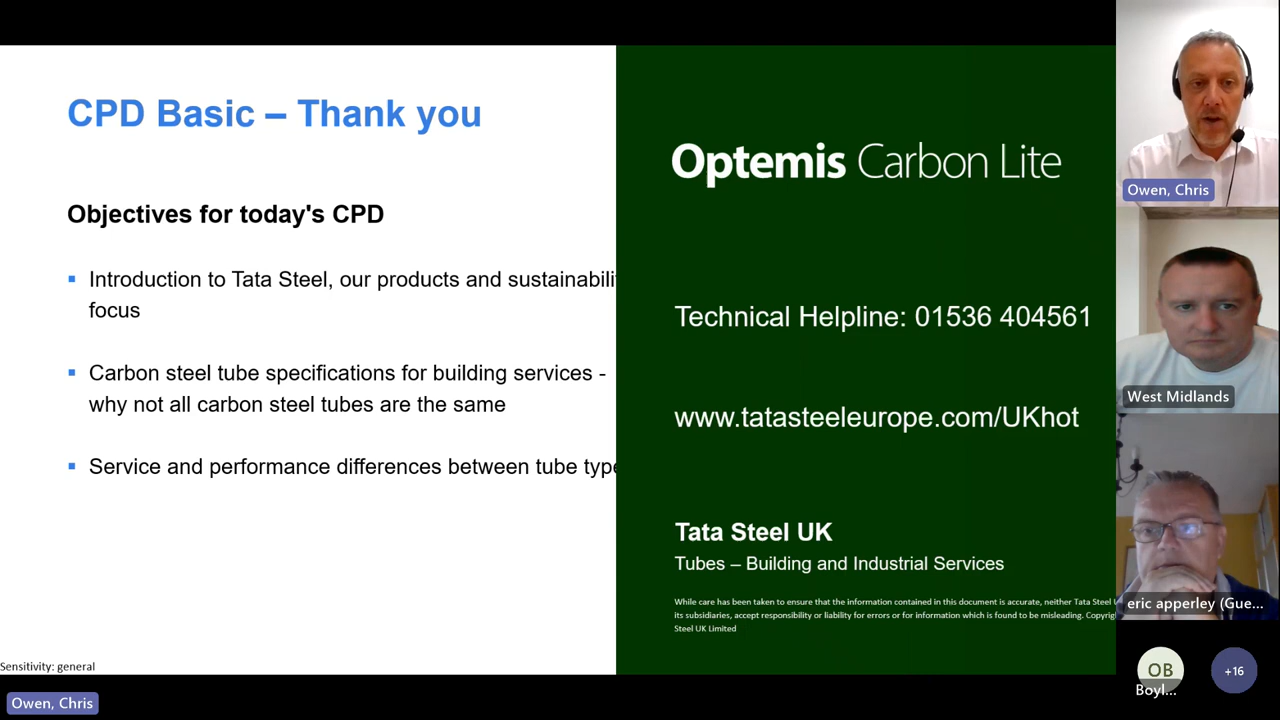 CPD Basic – Thank you
Objectives for today's CPD
Introduction to Tata Steel, our products and sustainabili
focus
Carbon steel tube specifications for building services -
why not all carbon steel tubes are the same
Service and performance differences between tube type
Sensitivity: general
Optemis Carbon Lite
Technical Helpline: 01536 404561
www.tatasteeleurope.com/UKhot
Tata Steel UK
Tubes – Building and Industrial Services
While care has been taken to ensure that the information contained in this document is accurate, neither Tata Steel U
its subsidiaries, accept responsibility or liability for errors or for information which is found to be misleading. Copyrig
Steel UK Limited
Owen, Chris
West Midlands
eric apperley (Gue...
OB
Boyl...
+16
Owen, Chris